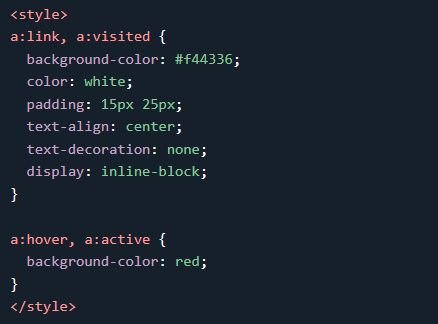 <style>
a:link, a:visited {
  background-color: #f44336;
  color: white;
  padding: 15px 25px;
  text-align: center;
  text-decoration: none;
  display: inline-block;
}

a:hover, a:active {
  background-color: red;
}
</style>